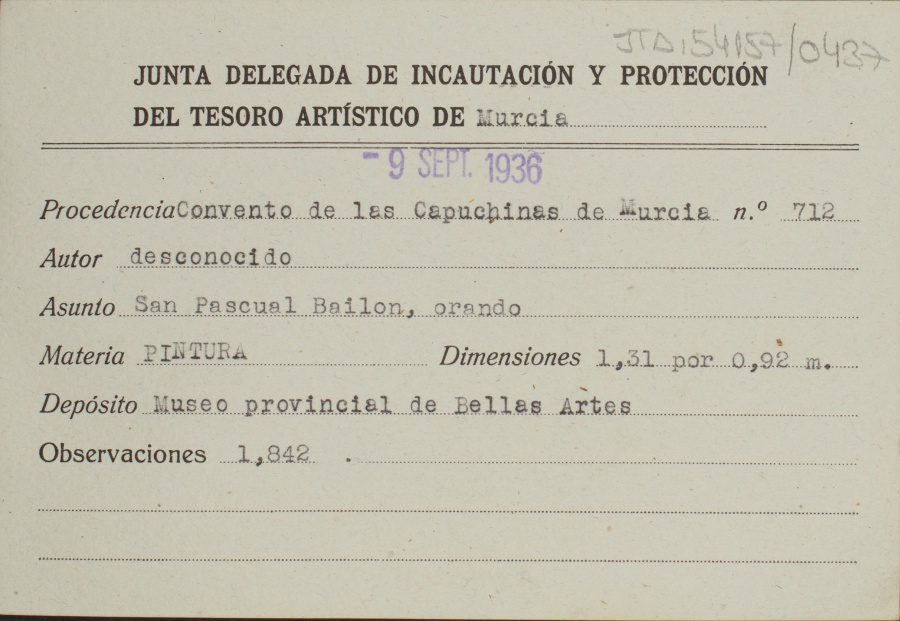 JTD:54157/0437
JUNTA DELEGADA DE INCAUTACIÓN Y PROTECCIÓN
DEL TESORO ARTÍSTICO DE Murcia
- 9 SEPT. 1936
Procedencia Convento de las Capuchinas de Murcia n.º 712
Autor desconocido
Asunto San Pascual Bailon, orando
Materia PINTURA Dimensiones 1,31 por 0,92 m.
Depósito Museo provincial de Bellas Artes
Observaciones 1,842 .